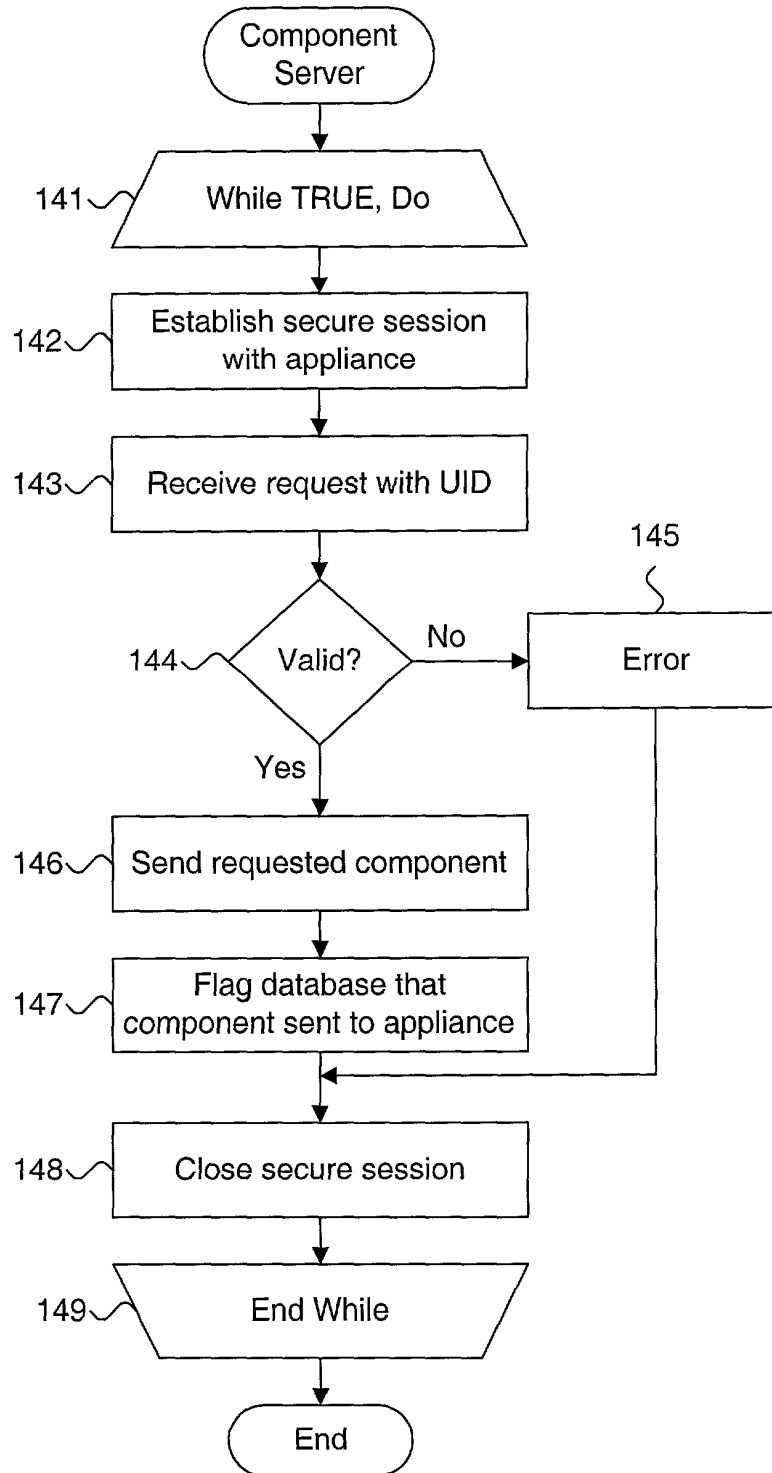 Component
Server
141
While TRUE, Do
142
Establish secure session
with appliance
143
Receive request with UID
145
144
Valid?
No
Error
Yes
146
Send requested component
147
Flag database that
component sent to appliance
148
Close secure session
149
End While
End